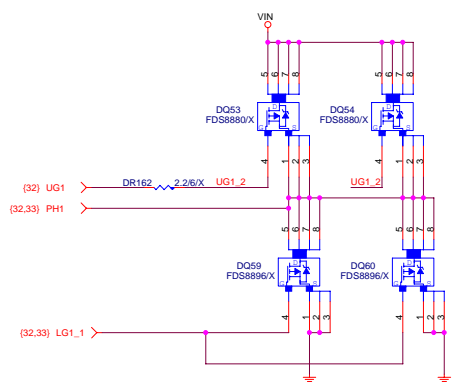 VIN
5 6 7 8 5 6 7 8
DQ53 DQ54
FDS8880/X FDS8880/X
D D
G S G S
4 1 2 3 4 1 2 3
{32} UG1 DR162 2.2/6/X UG1_2 UG1_2
{32,33} PH1
5 6 7 8 5 6 7 8
DQ59 DQ60
FDS8896/X FDS8896/X
D D
G S G S
4 1 2 3 4 1 2 3
{32,33} LG1_1